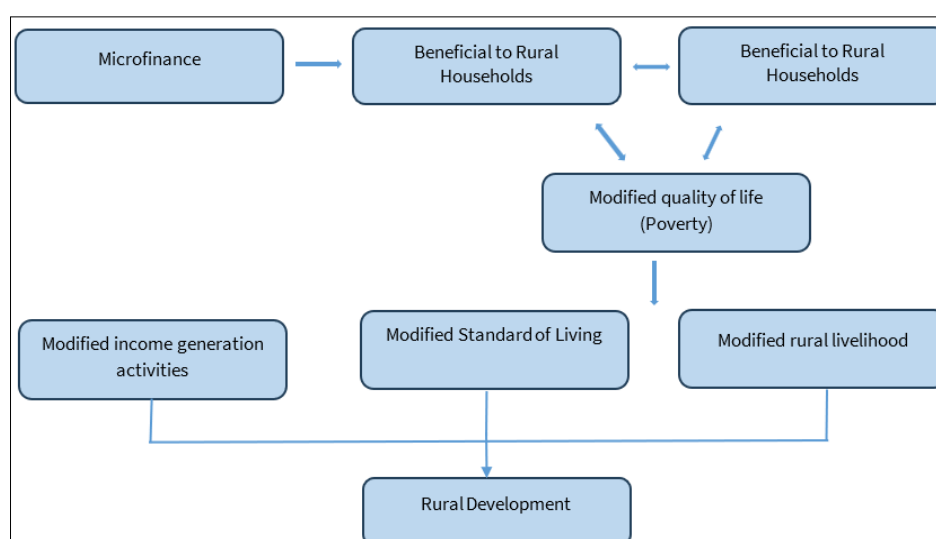 Microfinance
Beneficial to Rural
Households
Beneficial to Rural
Households
Modified quality of life
(Poverty)
Modified income generation
activities
Modified Standard of Living
Modified rural livelihood
Rural Development